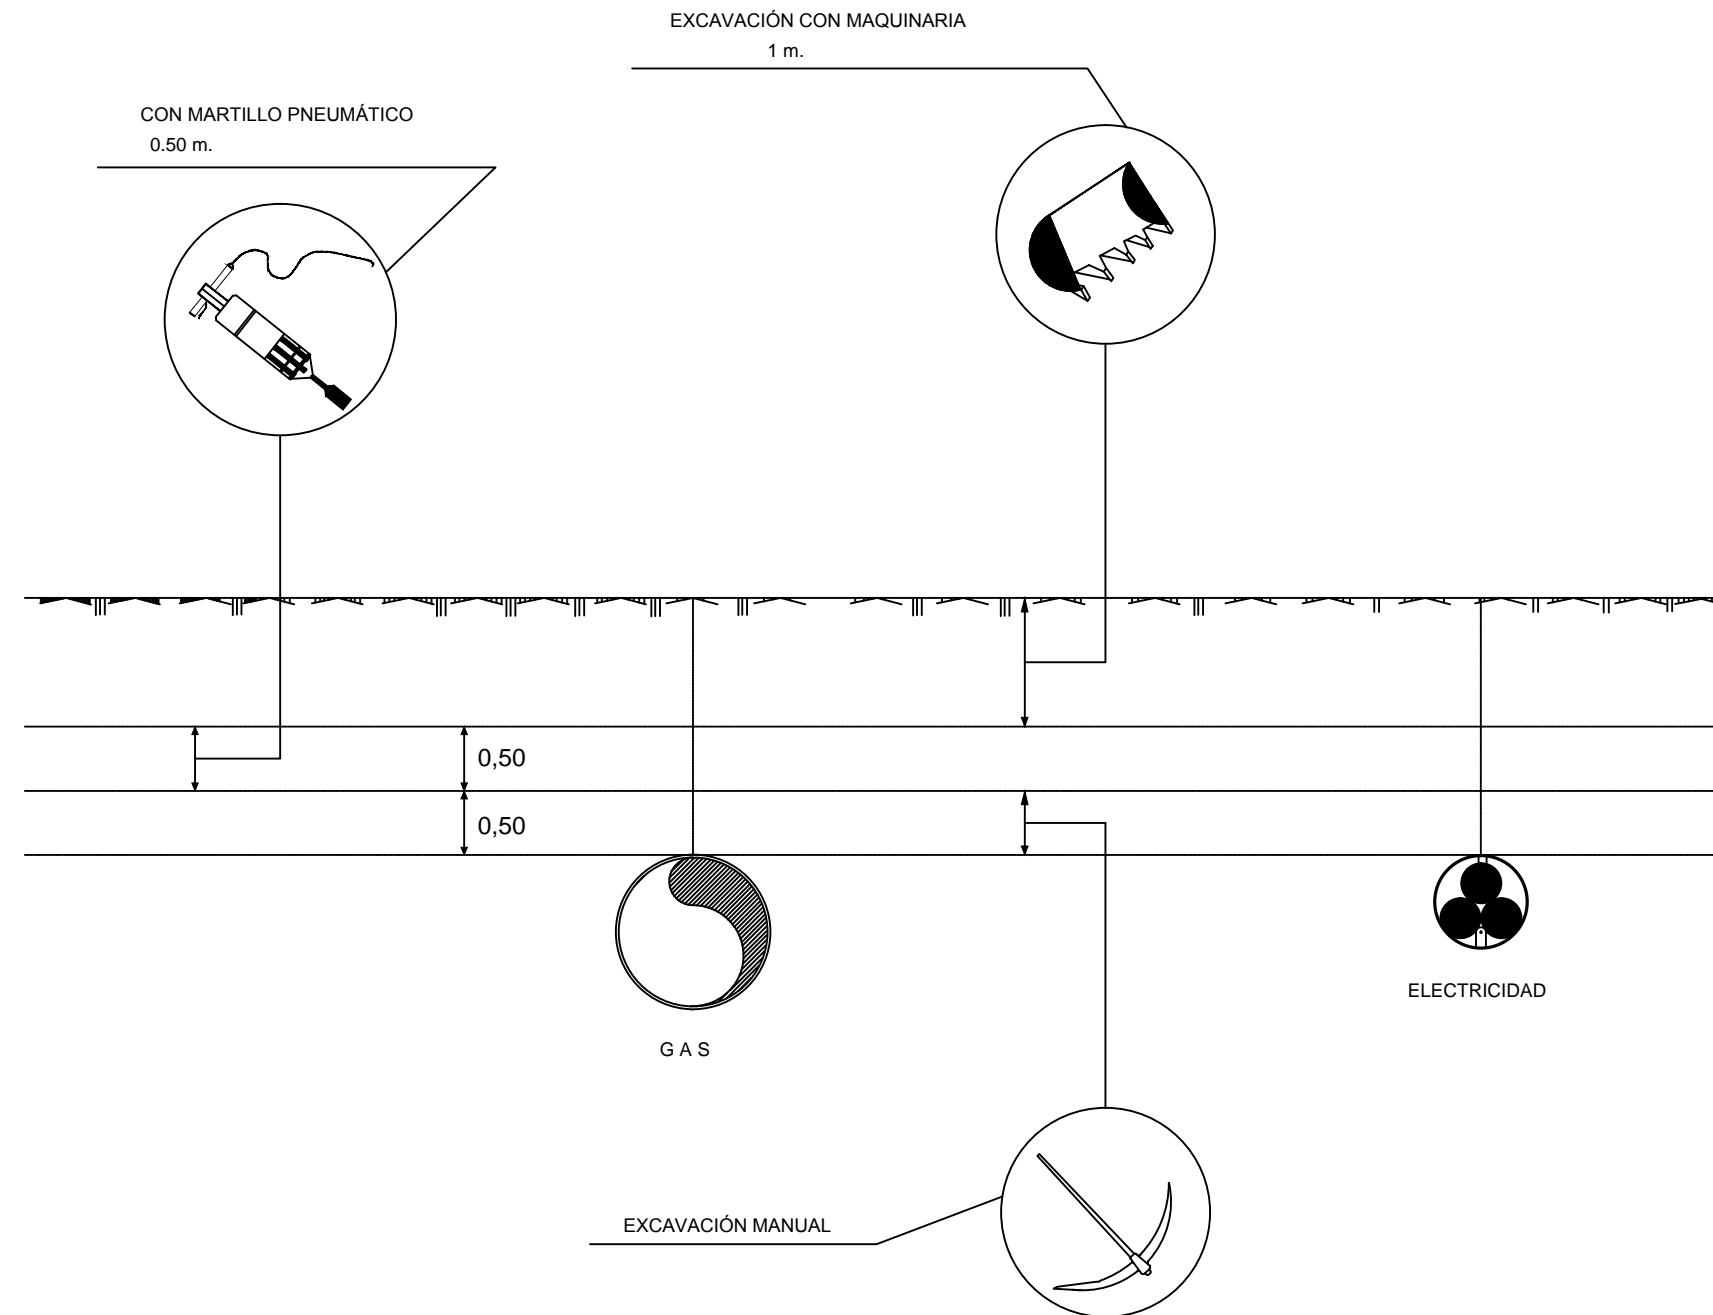 EXCAVACIÓN CON MAQUINARIA
1 m.
CON MARTILLO PNEUMÁTICO
0.50 m.
0,50
0,50
ELECTRICIDAD
G A S
EXCAVACIÓN MANUAL